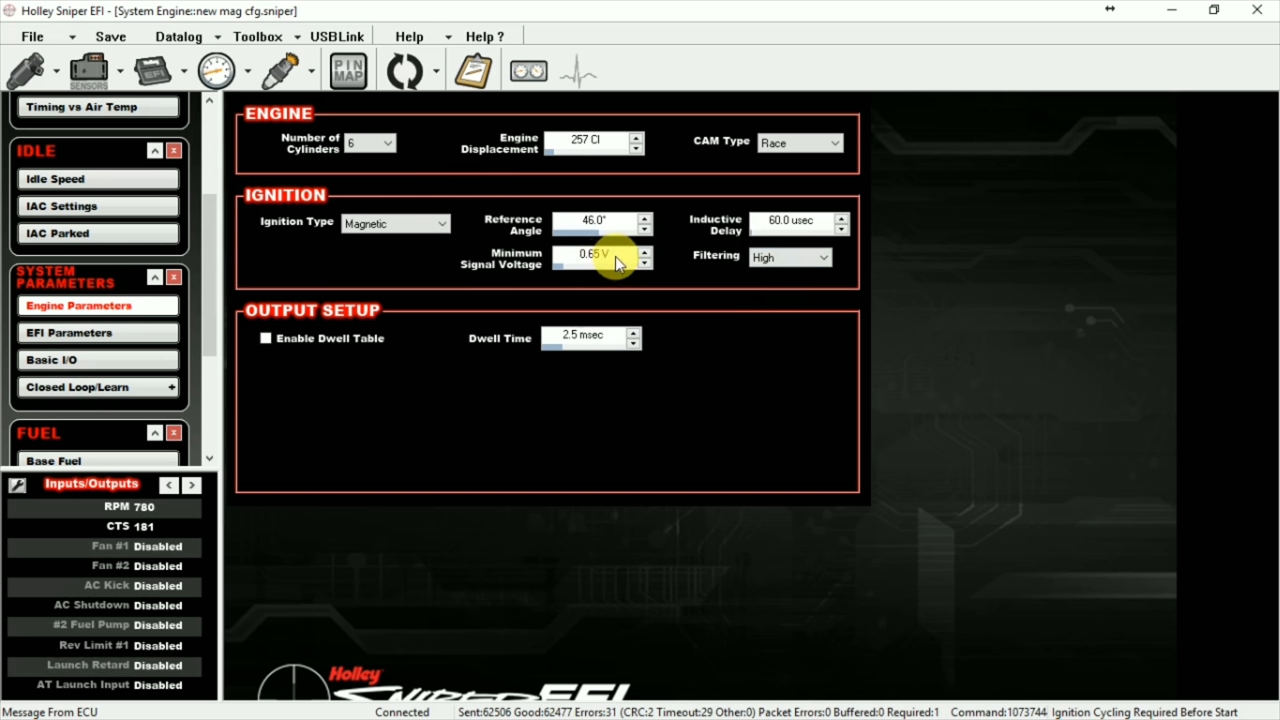 Holley Sniper EFI - [System Engine::new mag cfg.sniper]
File Save Datalog Toolbox USBLink Help Help ?
SENSORS EFI PIN MAP
Timing vs Air Temp
IDLE
Idle Speed
IAC Settings
IAC Parked
SYSTEM PARAMETERS
Engine Parameters
EFI Parameters
Basic I/O
Closed Loop/Learn +
FUEL
Base Fuel
Inputs/Outputs
RPM 780
CTS 181
Fan #1 Disabled
Fan #2 Disabled
AC Kick Disabled
AC Shutdown Disabled
#2 Fuel Pump Disabled
Rev Limit #1 Disabled
Launch Retard Disabled
AT Launch Input Disabled
ENGINE
Number of Cylinders 6
Engine Displacement 257 CI
CAM Type Race
IGNITION
Ignition Type Magnetic
Reference Angle 46.0°
Inductive Delay 60.0 usec
Minimum Signal Voltage 0.65 V
Filtering High
OUTPUT SETUP
Enable Dwell Table
Dwell Time 2.5 msec
Holley
SNIPER EFI
Message From ECU Connected Sent:62506 Good:62477 Errors:31 (CRC:2 Timeout:29 Other:0) Packet Errors:0 Buffered:0 Required:1 Command:1073744 Ignition Cycling Required Before Start